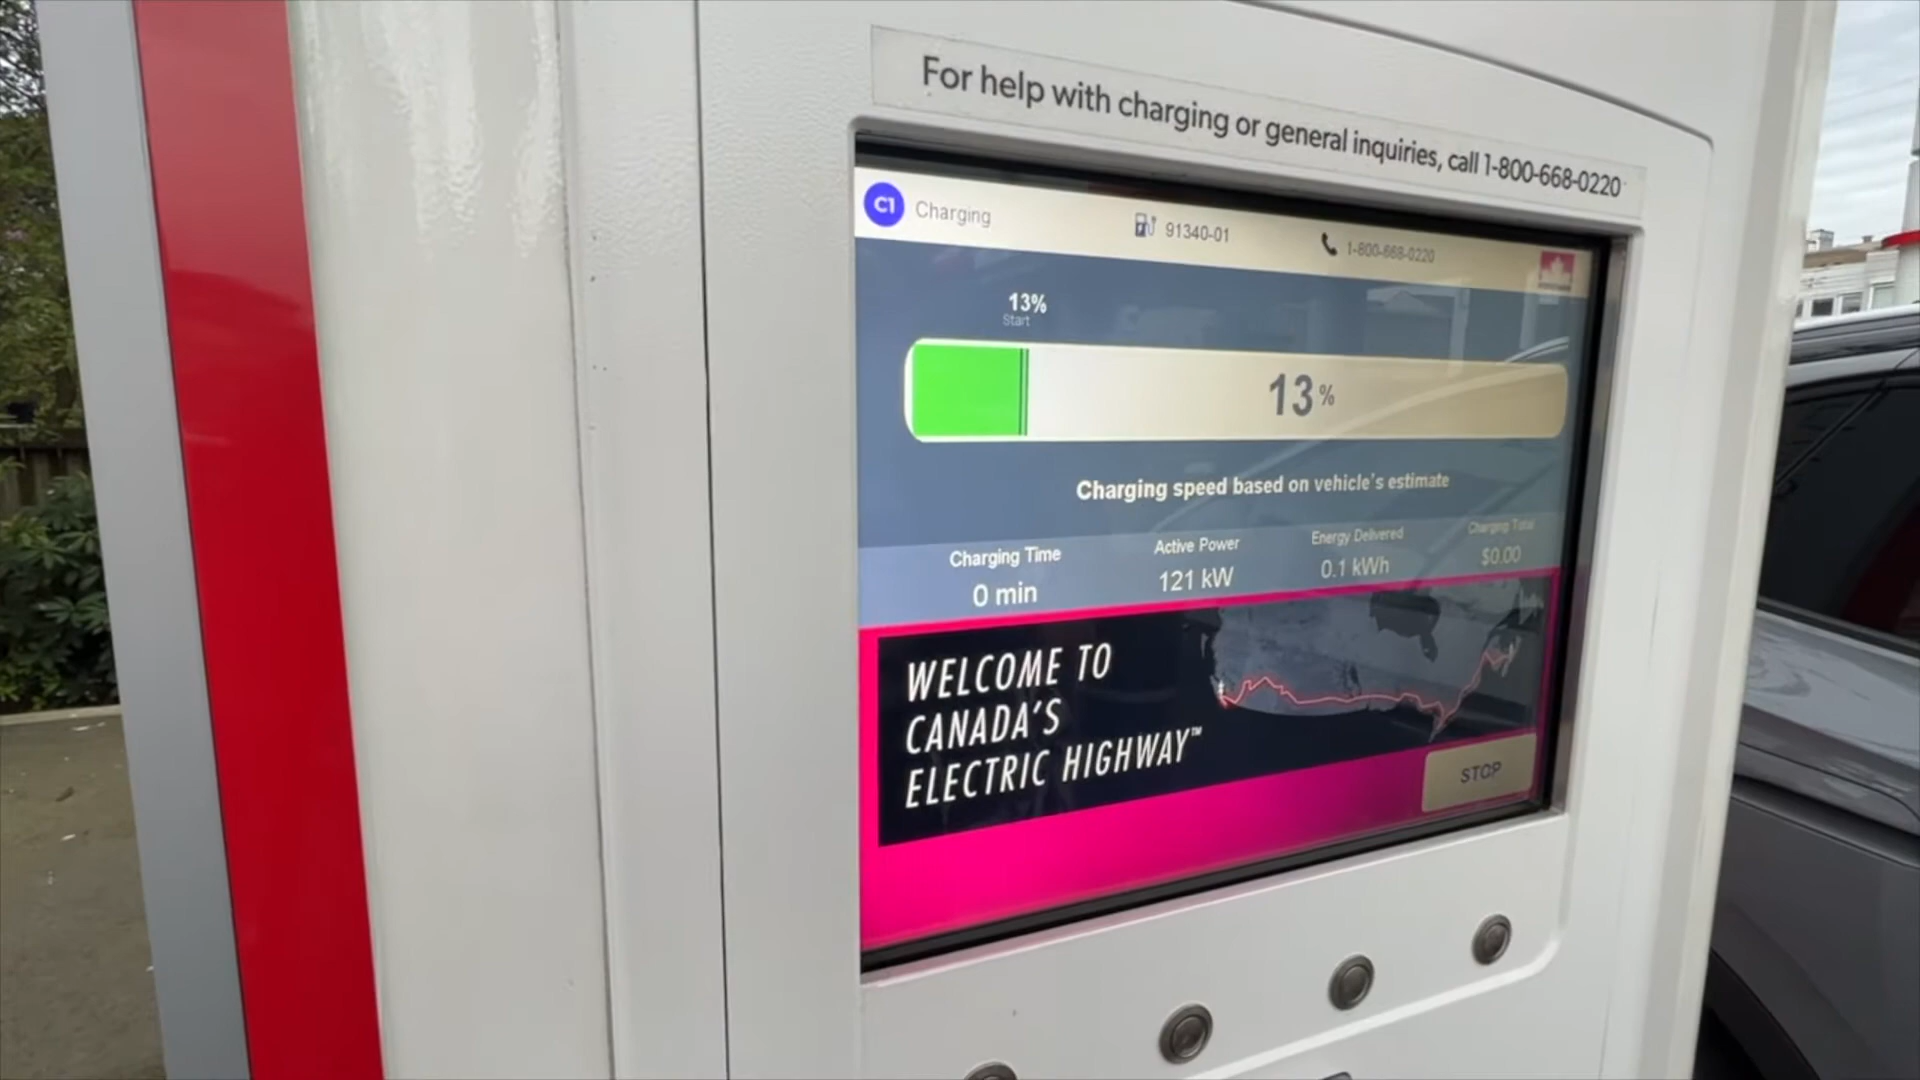 For help with charging or general inquiries, call 1-800-668-0220
C1 Charging 91340-01 1-800-668-0220
13%
Start
13%
Charging speed based on vehicle's estimate
Charging Time Active Power Energy Delivered Charging Total
0 min 121 kW 0.1 kWh $0.00
WELCOME TO
CANADA'S
ELECTRIC HIGHWAY™
STOP